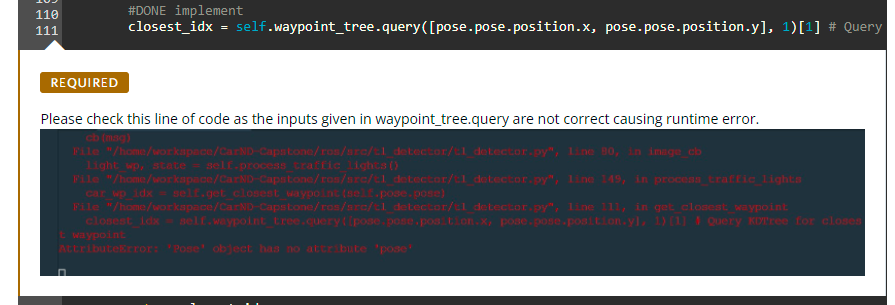 109
110 #DONE implement
111 closest_idx = self.waypoint_tree.query([pose.pose.position.x, pose.pose.position.y], 1)[1] # Query
REQUIRED
Please check this line of code as the inputs given in waypoint_tree.query are not correct causing runtime error.
cb(msg)
File "/home/workspace/CarND-Capstone/ros/src/tl_detector/tl_detector.py", line 80, in image_cb
light_wp, state = self.process_traffic_lights()
File "/home/workspace/CarND-Capstone/ros/src/tl_detector/tl_detector.py", line 149, in process_traffic_lights
car_wp_idx = self.get_closest_waypoint(self.pose.pose)
File "/home/workspace/CarND-Capstone/ros/src/tl_detector/tl_detector.py", line 111, in get_closest_waypoint
closest_idx = self.waypoint_tree.query([pose.pose.position.x, pose.pose.position.y], 1)[1] # Query KDTree for closes
t waypoint
AttributeError: 'Pose' object has no attribute 'pose'